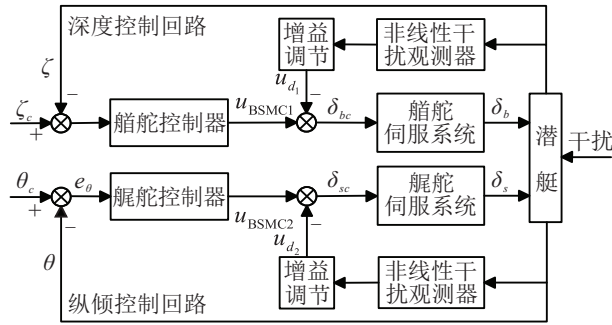 深度控制回路
增益
调节
非线性干
扰观测器
ζ
−
u_{d_1}
−
ζ_c
+
艏舵控制器
u_{BSMC1}
δ_{bc}
艏舵
伺服系统
δ_b
潜
艇
干扰
θ_c
+
e_θ
艉舵控制器
u_{BSMC2}
δ_{sc}
艉舵
伺服系统
δ_s
−
θ
u_{d_2}
−
增益
调节
非线性干
扰观测器
纵倾控制回路